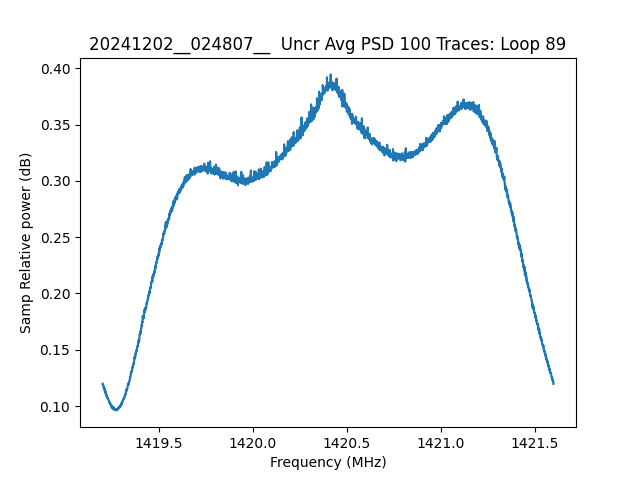 20241202__024807__  Uncr Avg PSD 100 Traces: Loop 89
Samp Relative power (dB)
0.40
0.35
0.30
0.25
0.20
0.15
0.10
1419.5 1420.0 1420.5 1421.0 1421.5
Frequency (MHz)